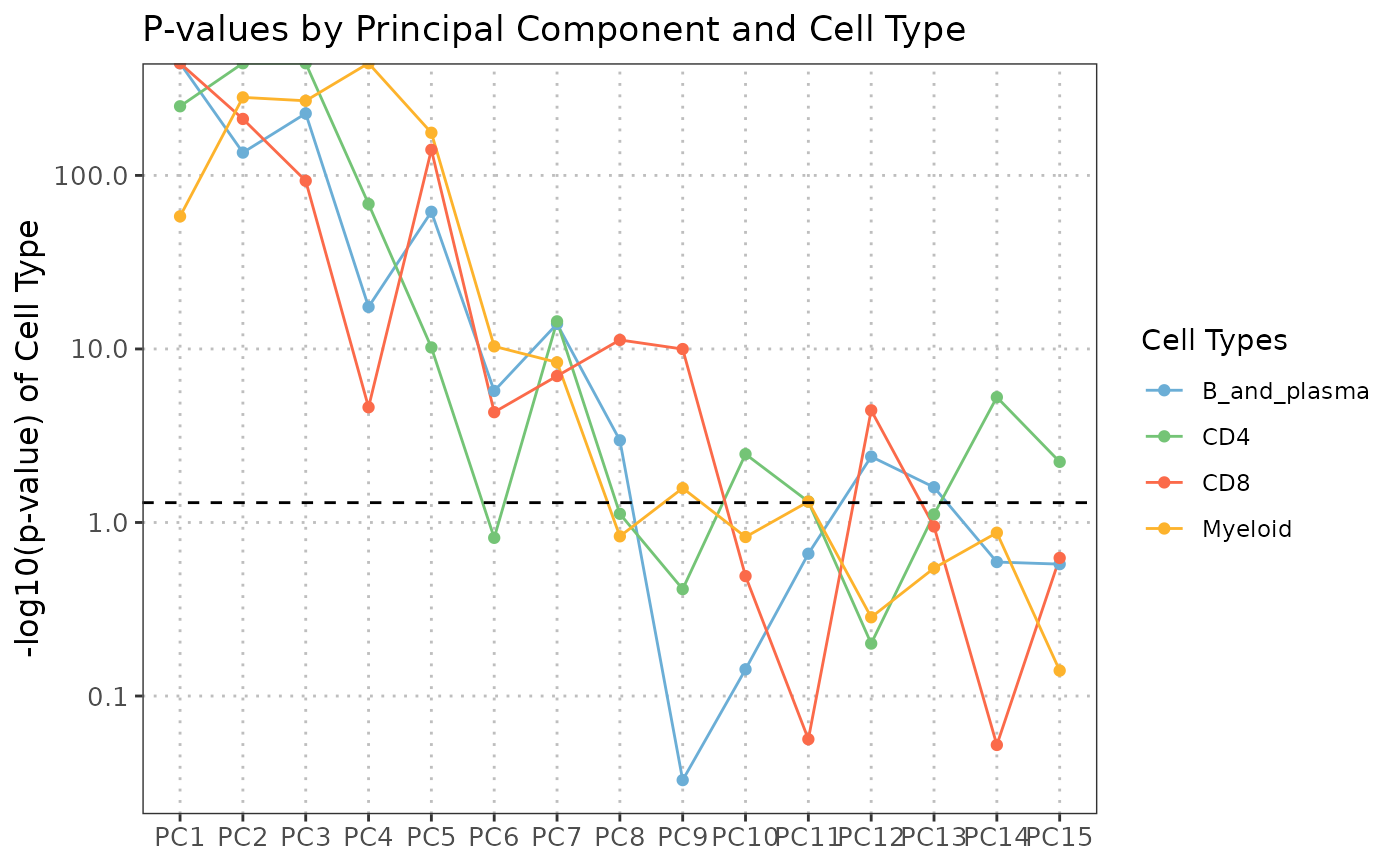 P-values by Principal Component and Cell Type
-log10(p-value) of Cell Type
100.0
10.0
1.0
0.1
PC1 PC2 PC3 PC4 PC5 PC6 PC7 PC8 PC9 PC10 PC11 PC12 PC13 PC14 PC15
Cell Types
B_and_plasma
CD4
CD8
Myeloid